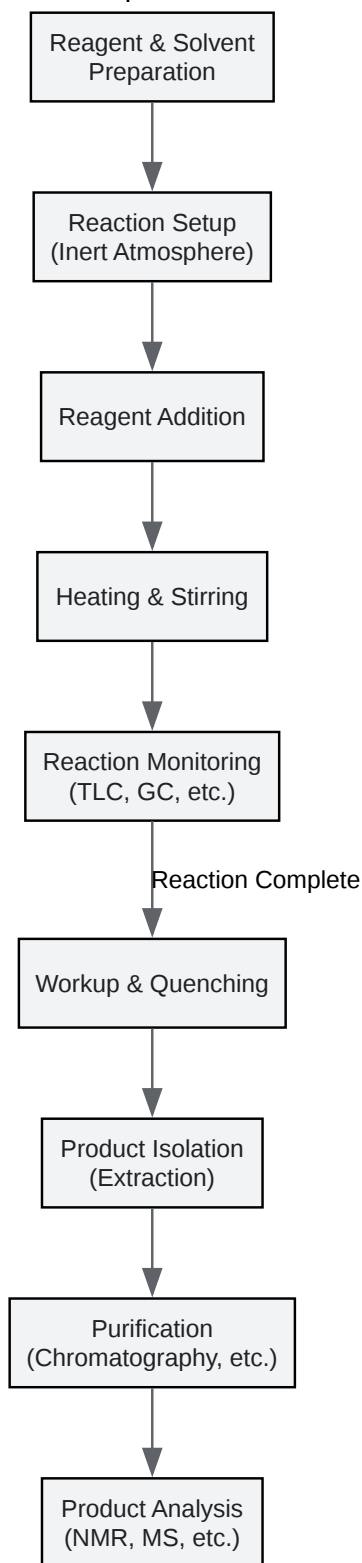 Reagent & Solvent
Preparation
Reaction Setup
(Inert Atmosphere)
Reagent Addition
Heating & Stirring
Reaction Monitoring
(TLC, GC, etc.)
Reaction Complete
Workup & Quenching
Product Isolation
(Extraction)
Purification
(Chromatography, etc.)
Product Analysis
(NMR, MS, etc.)